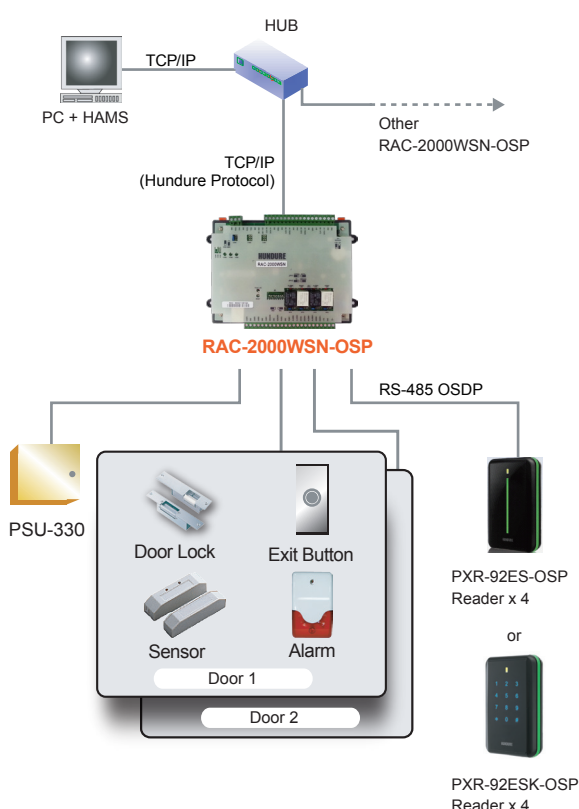 HUB
TCP/IP
PC + HAMS
Other
RAC-2000WSN-OSP
TCP/IP
(Hundure Protocol)
HUNDURE
RAC-2000WSN
RAC-2000WSN-OSP
RS-485 OSDP
PSU-330
Door Lock
Exit Button
Sensor
Alarm
Door 1
Door 2
PXR-92ES-OSP
Reader x 4
or
PXR-92ESK-OSP
Reader x 4